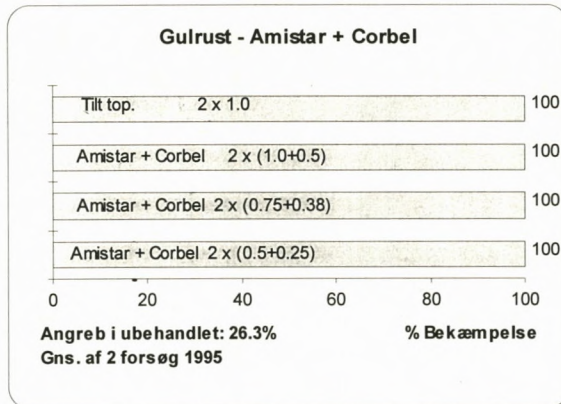 Gulrust - Amistar + Corbel
Tilt top. 2 x 1.0 100
Amistar + Corbel 2 x (1.0+0.5) 100
Amistar + Corbel 2 x (0.75+0.38) 100
Amistar + Corbel 2 x (0.5+0.25) 100
0 20 40 60 80 100
Angreb i ubehandlet: 26.3% % Bekæmpelse
Gns. af 2 forsøg 1995